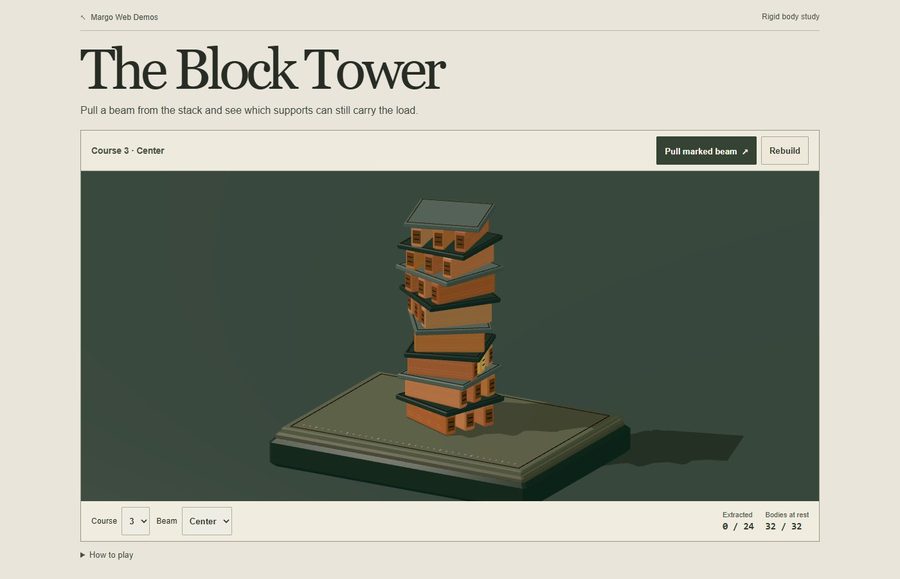 ↖ Margo Web Demos
Rigid body study
The Block Tower
Pull a beam from the stack and see which supports can still carry the load.
Course 3 · Center
Pull marked beam ↗
Rebuild
Course 3 Beam Center
Extracted Bodies at rest
0 / 24 32 / 32
▶ How to play